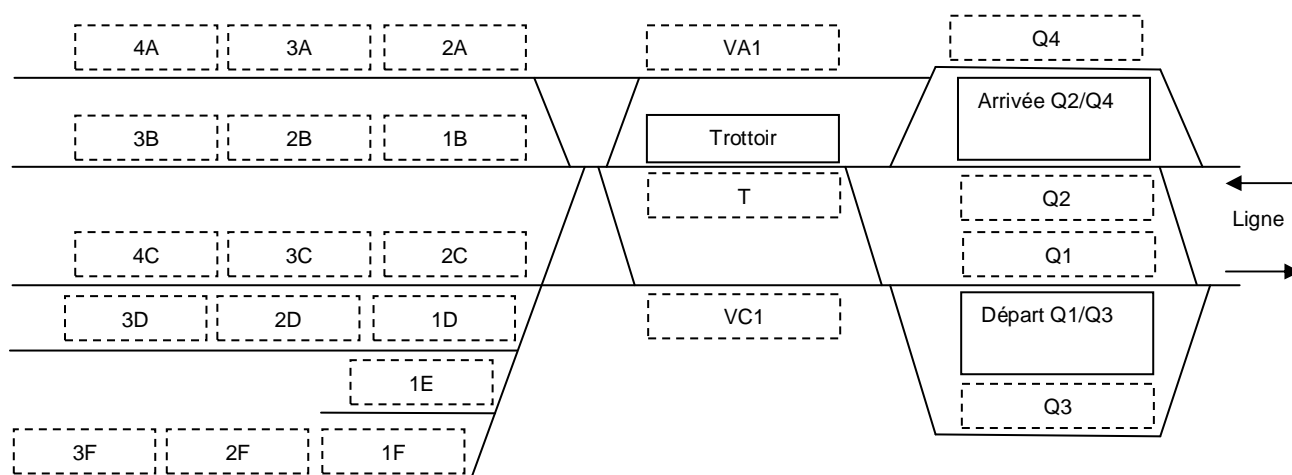 4A 3A 2A VA1 Q4
Arrivée Q2/Q4
3B 2B 1B Trottoir
T Q2
Ligne
4C 3C 2C Q1
3D 2D 1D VC1 Départ Q1/Q3
1E
Q3
3F 2F 1F